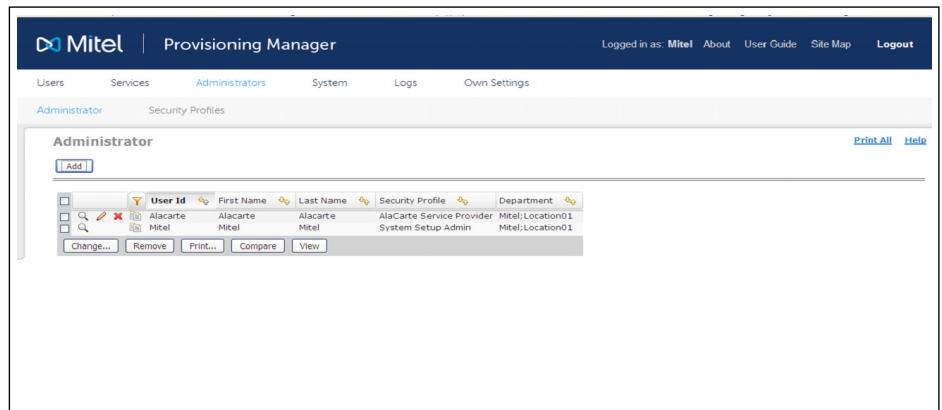 Mitel | Provisioning Manager
Logged in as: Mitel About User Guide Site Map Logout
Users Services Administrators System Logs Own Settings
Administrator Security Profiles
Administrator
Print All Help
Add
User Id First Name Last Name Security Profile Department
Alacarte Alacarte Alacarte AlaCarte Service Provider Mitel;Location01
Mitel Mitel Mitel System Setup Admin Mitel;Location01
Change... Remove Print... Compare View